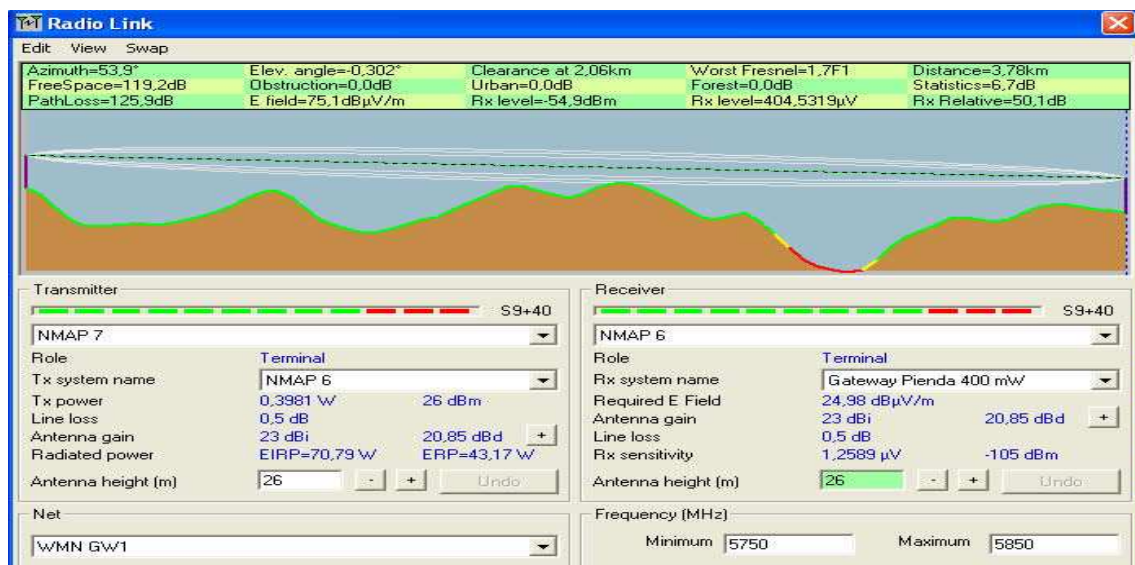 Radio Link
Edit View Swap
Azimuth=53,9° Elev. angle=-0,302° Clearance at 2,06km Worst Fresnel=1,7F1 Distance=3,78km
FreeSpace=119,2dB Obstruction=0,0dB Urban=0,0dB Forest=0,0dB Statistics=6,7dB
PathLoss=125,9dB E field=75,1dBµV/m Rx level=-54,9dBm Rx level=404,5319µV Rx Relative=50,1dB
Transmitter
S9+40
NMAP 7
Role Terminal
Tx system name NMAP 6
Tx power 0,3981 W 26 dBm
Line loss 0,5 dB
Antenna gain 23 dBi 20,85 dBd +
Radiated power EIRP=70,79 W ERP=43,17 W
Antenna height (m) 26 - + Undo
Net
WMN GW1
Receiver
S9+40
NMAP 6
Role Terminal
Rx system name Gateway Pienda 400 mW
Required E Field 24,98 dBµV/m
Antenna gain 23 dBi 20,85 dBd +
Line loss 0,5 dB
Rx sensitivity 1,2589 µV -105 dBm
Antenna height (m) 26 - + Undo
Frequency (MHz)
Minimum 5750 Maximum 5850